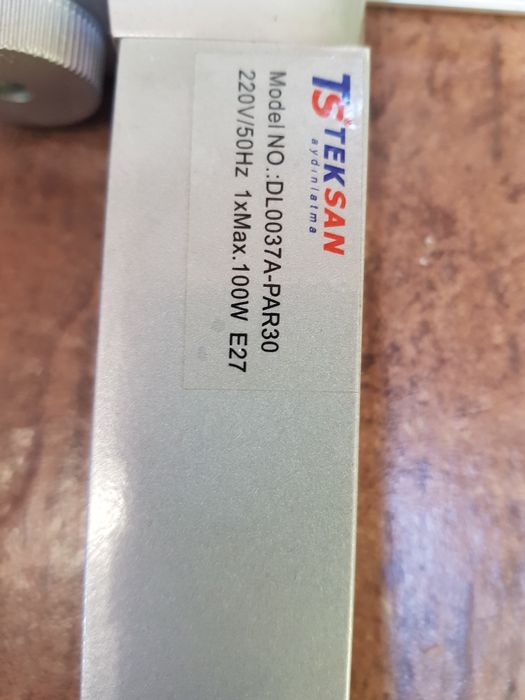 TS TEKSAN
aydınlatma
Model NO.:DL0037A-PAR30
220V/50Hz 1xMax.100W E27